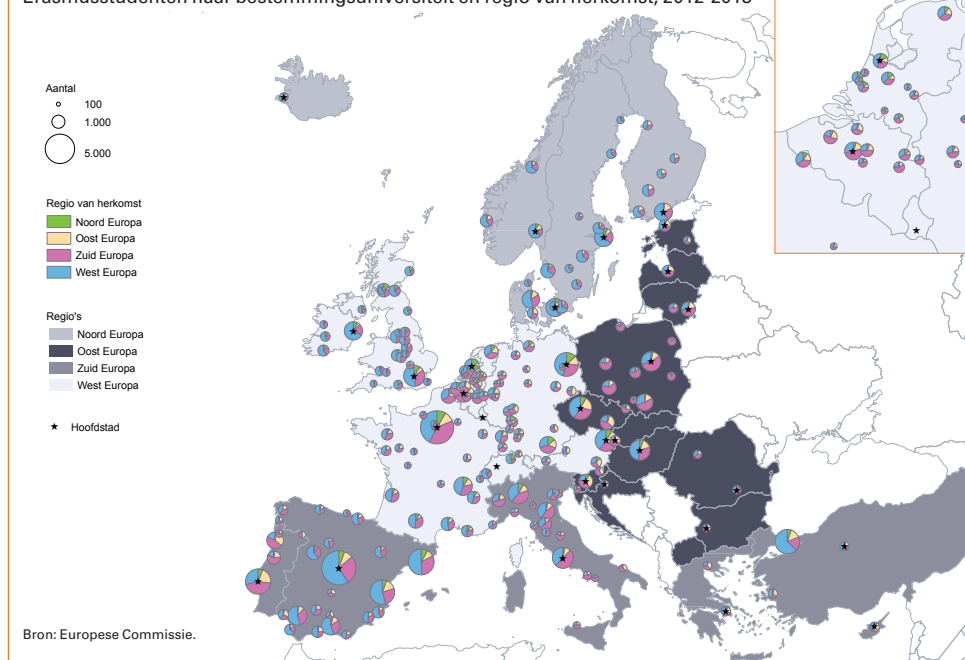 Erasmusstudenten naar bestemmingsuniversiteit en regio van herkomst, 2012-2013
Aantal
100
1.000
5.000
Regio van herkomst
Noord Europa
Oost Europa
Zuid Europa
West Europa
Regio's
Noord Europa
Oost Europa
Zuid Europa
West Europa
Hoofdstad
Bron: Europese Commissie.